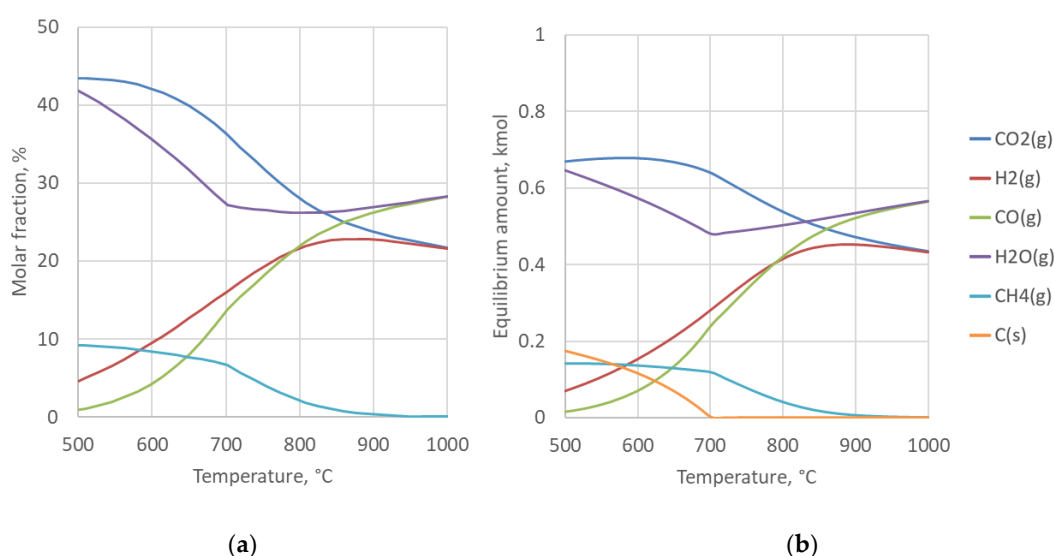 50
40
30
20
10
0
Molar fraction, %
500 600 700 800 900 1000
Temperature, °C
(a)
1
0.8
0.6
0.4
0.2
0
Equilibrium amount, kmol
500 600 700 800 900 1000
Temperature, °C
(b)
CO2(g)
H2(g)
CO(g)
H2O(g)
CH4(g)
C(s)